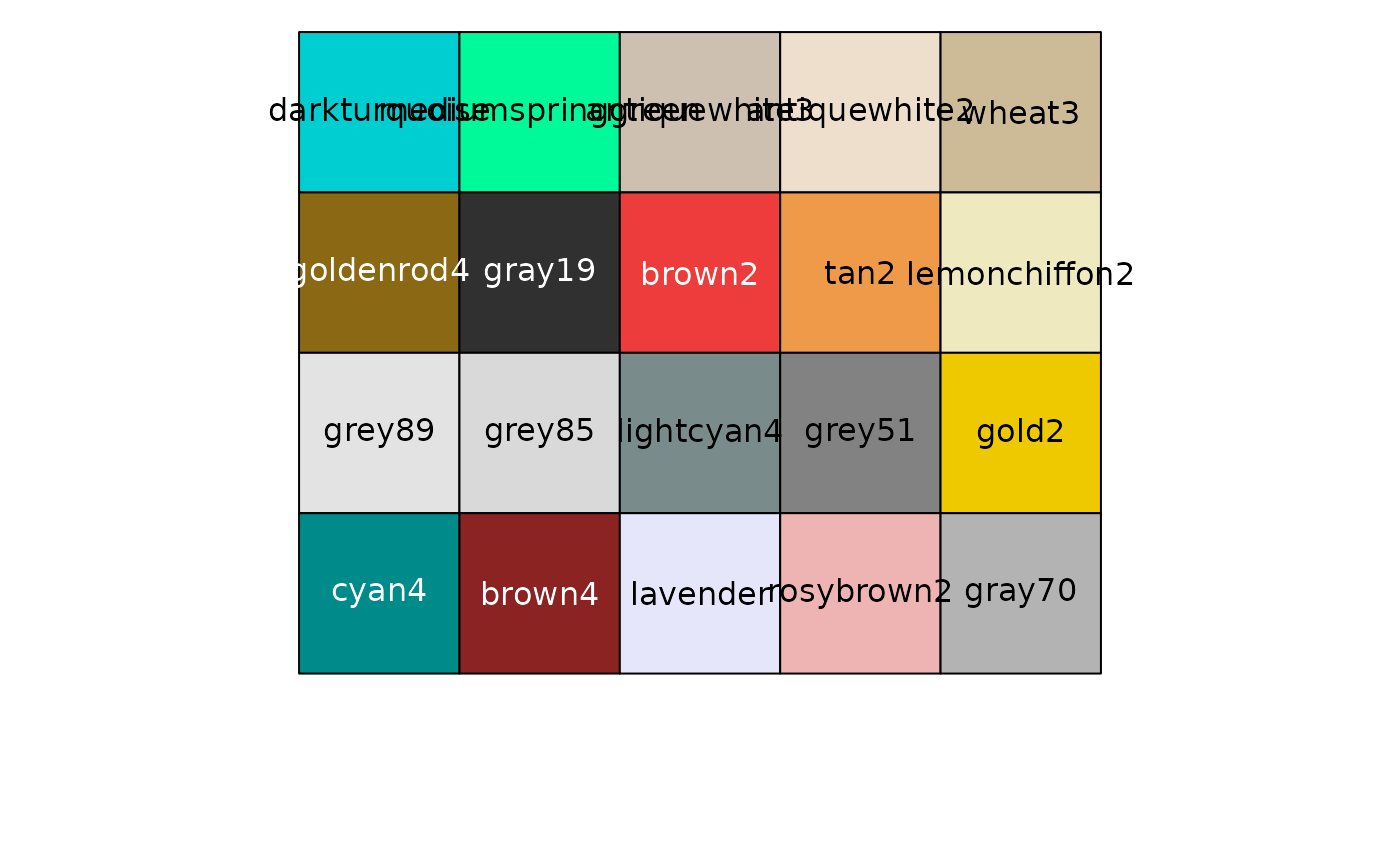 darkturquoise mediumspringgreen antiquewhite3 antiquewhite2 wheat3
goldenrod4 gray19 brown2 tan2 lemonchiffon2
grey89 grey85 lightcyan4 grey51 gold2
cyan4 brown4 lavender rosybrown2 gray70